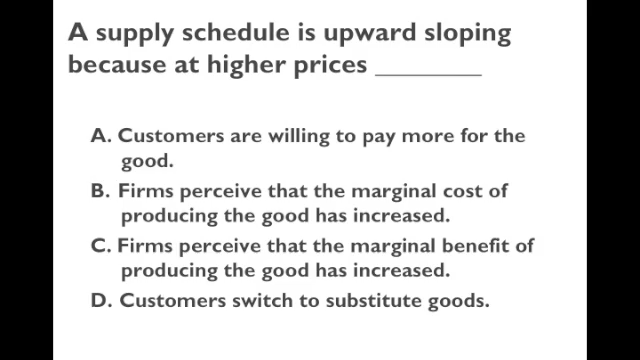 A supply schedule is upward sloping
because at higher prices ________
A. Customers are willing to pay more for the
good.
B. Firms perceive that the marginal cost of
producing the good has increased.
C. Firms perceive that the marginal benefit of
producing the good has increased.
D. Customers switch to substitute goods.